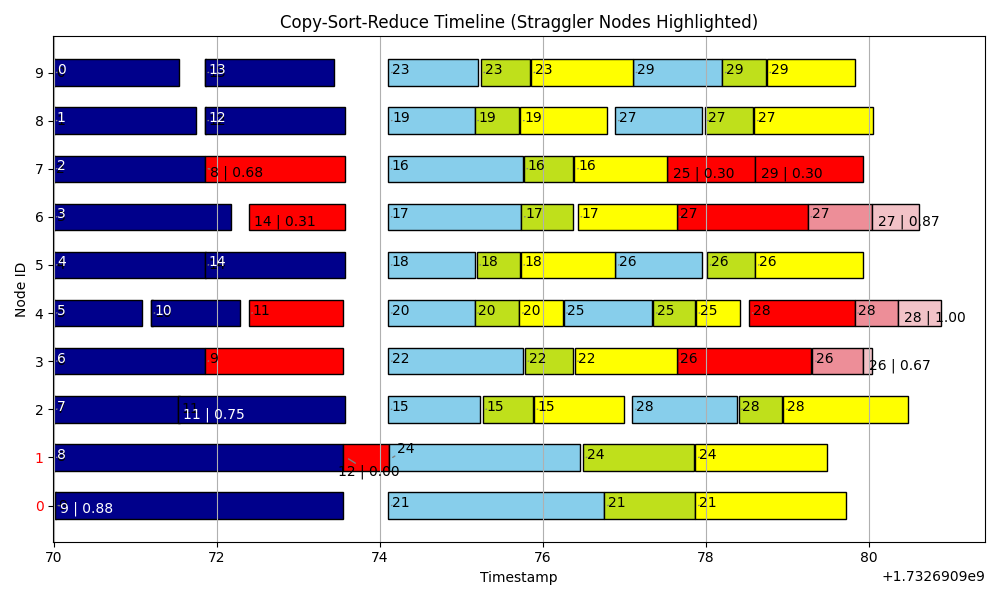 Copy-Sort-Reduce Timeline (Straggler Nodes Highlighted)
9 0 13 23 23 23 29 29 29
8 1 12 19 19 19 27 27 27
7 2 8 | 0.68 16 16 16 25 | 0.30 29 | 0.30
6 3 14 | 0.31 17 17 17 27 27 27 | 0.87
5 4 14 18 18 18 26 26 26
4 5 10 11 20 20 20 25 25 25 28 28 28 | 1.00
3 6 9 22 22 22 26 26 26 | 0.67
2 7 11 | 0.75 15 15 15 28 28 28
1 8 12 | 0.00 24 24 24
0 9 | 0.88 21 21 21
Node ID
70 72 74 76 78 80
Timestamp
+1.7326909e9